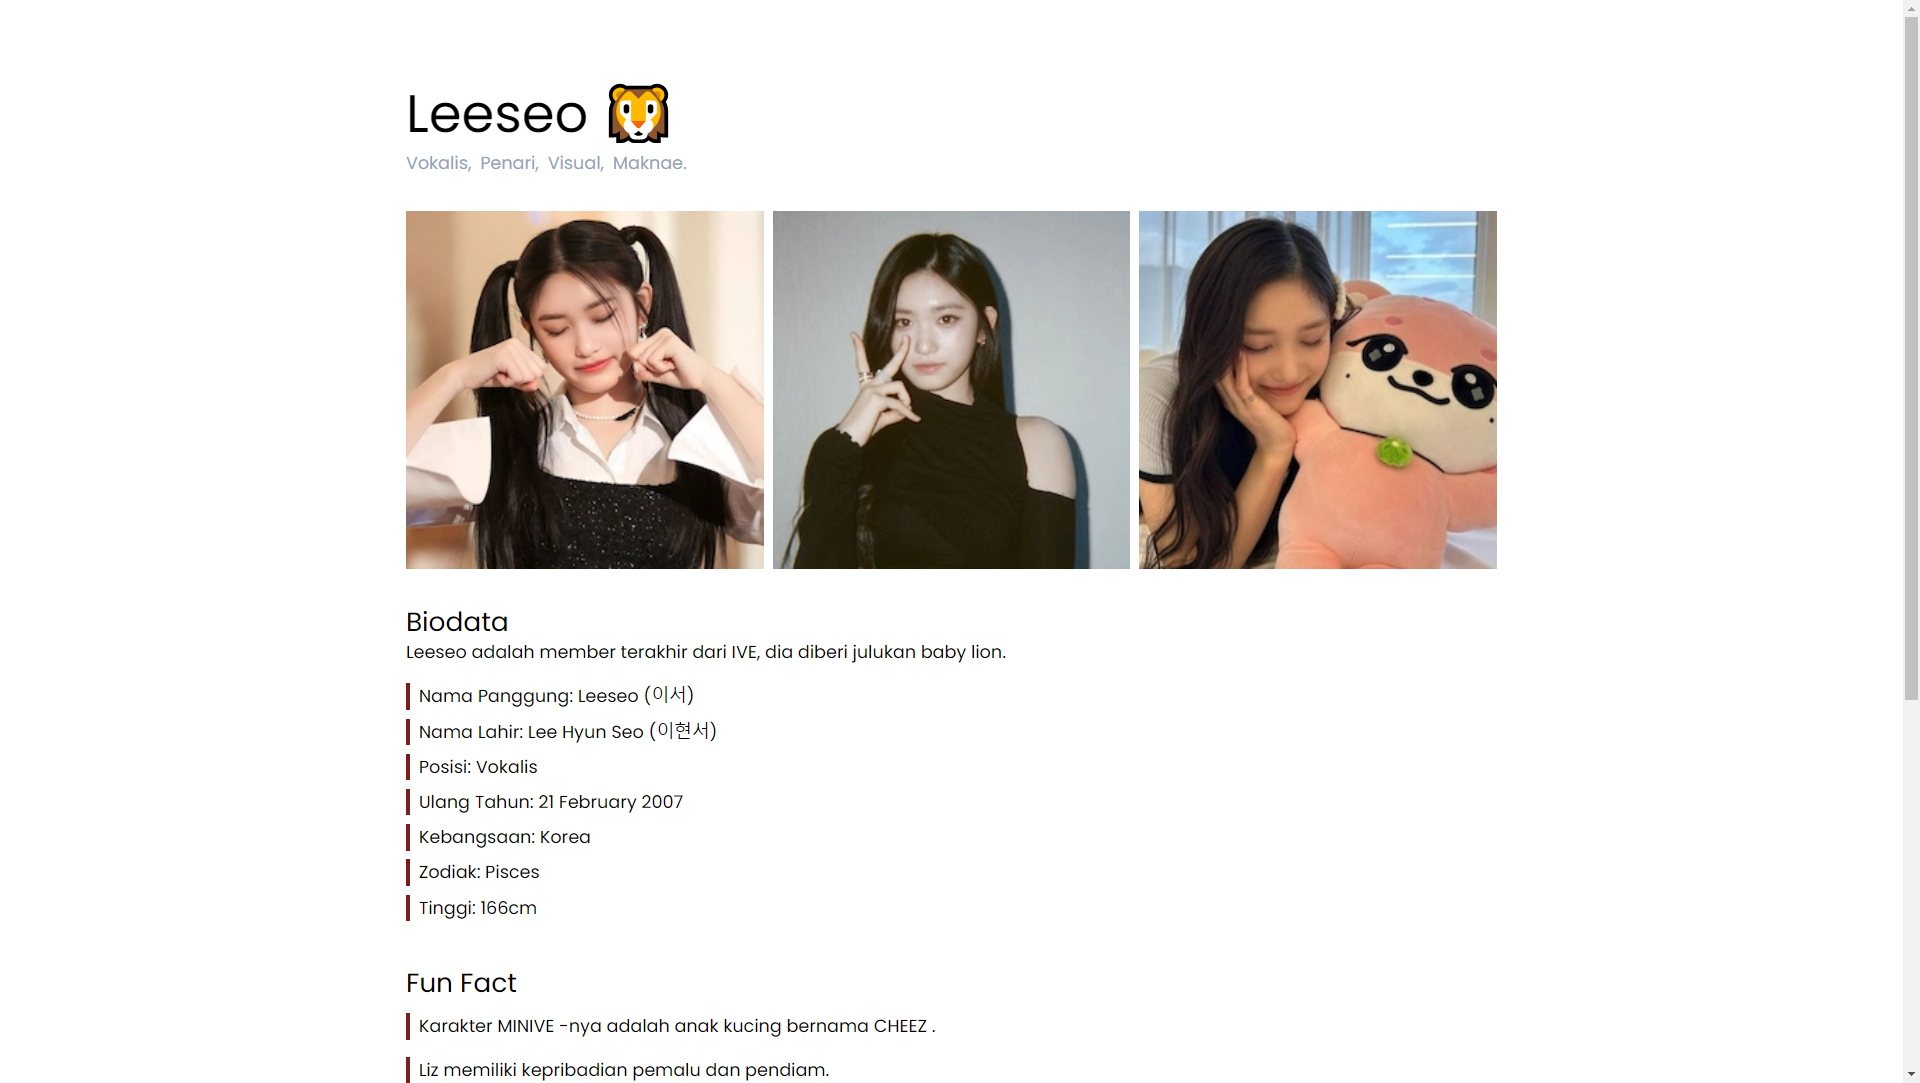 Leeseo 🦁
Vokalis, Penari, Visual, Maknae.
Biodata
Leeseo adalah member terakhir dari IVE, dia diberi julukan baby lion.
Nama Panggung: Leeseo (이서)
Nama Lahir: Lee Hyun Seo (이현서)
Posisi: Vokalis
Ulang Tahun: 21 February 2007
Kebangsaan: Korea
Zodiak: Pisces
Tinggi: 166cm
Fun Fact
Karakter MINIVE -nya adalah anak kucing bernama CHEEZ .
Liz memiliki kepribadian pemalu dan pendiam.